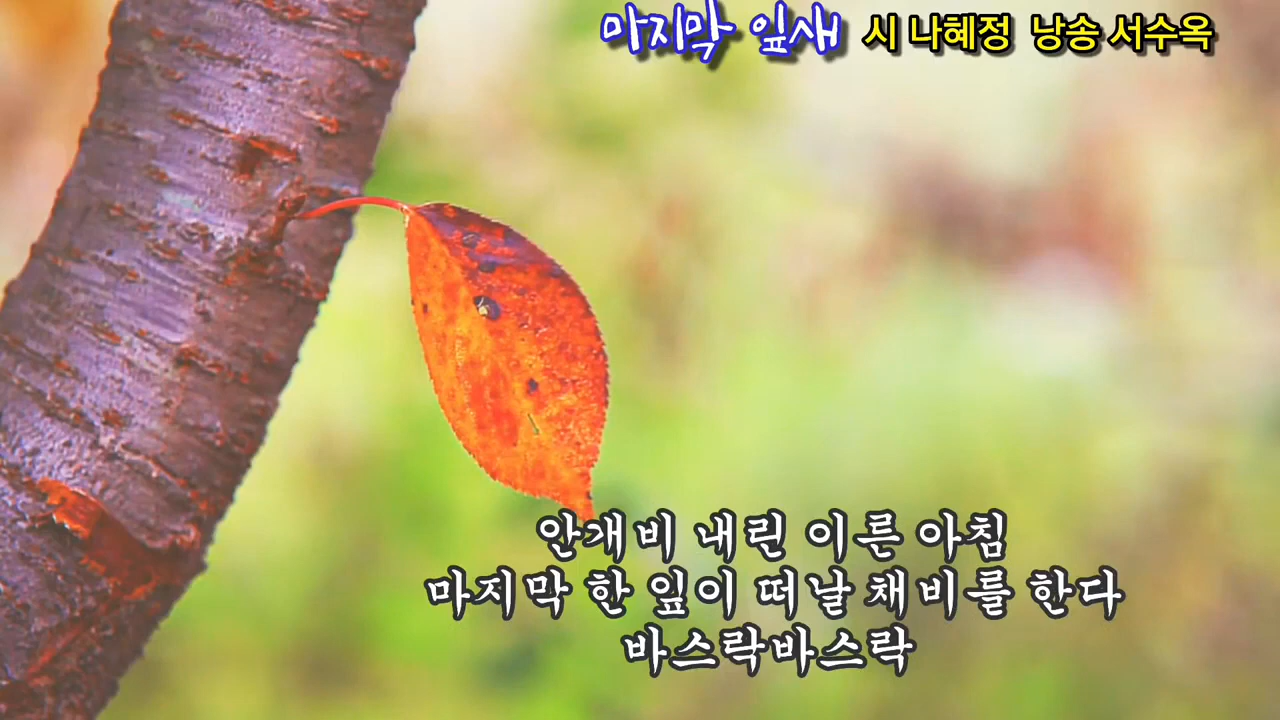 마지막 잎새 시 나혜정 낭송 서수옥
안개비 내린 이른 아침
마지막 한 잎이 떠날 채비를 한다
바스락바스락